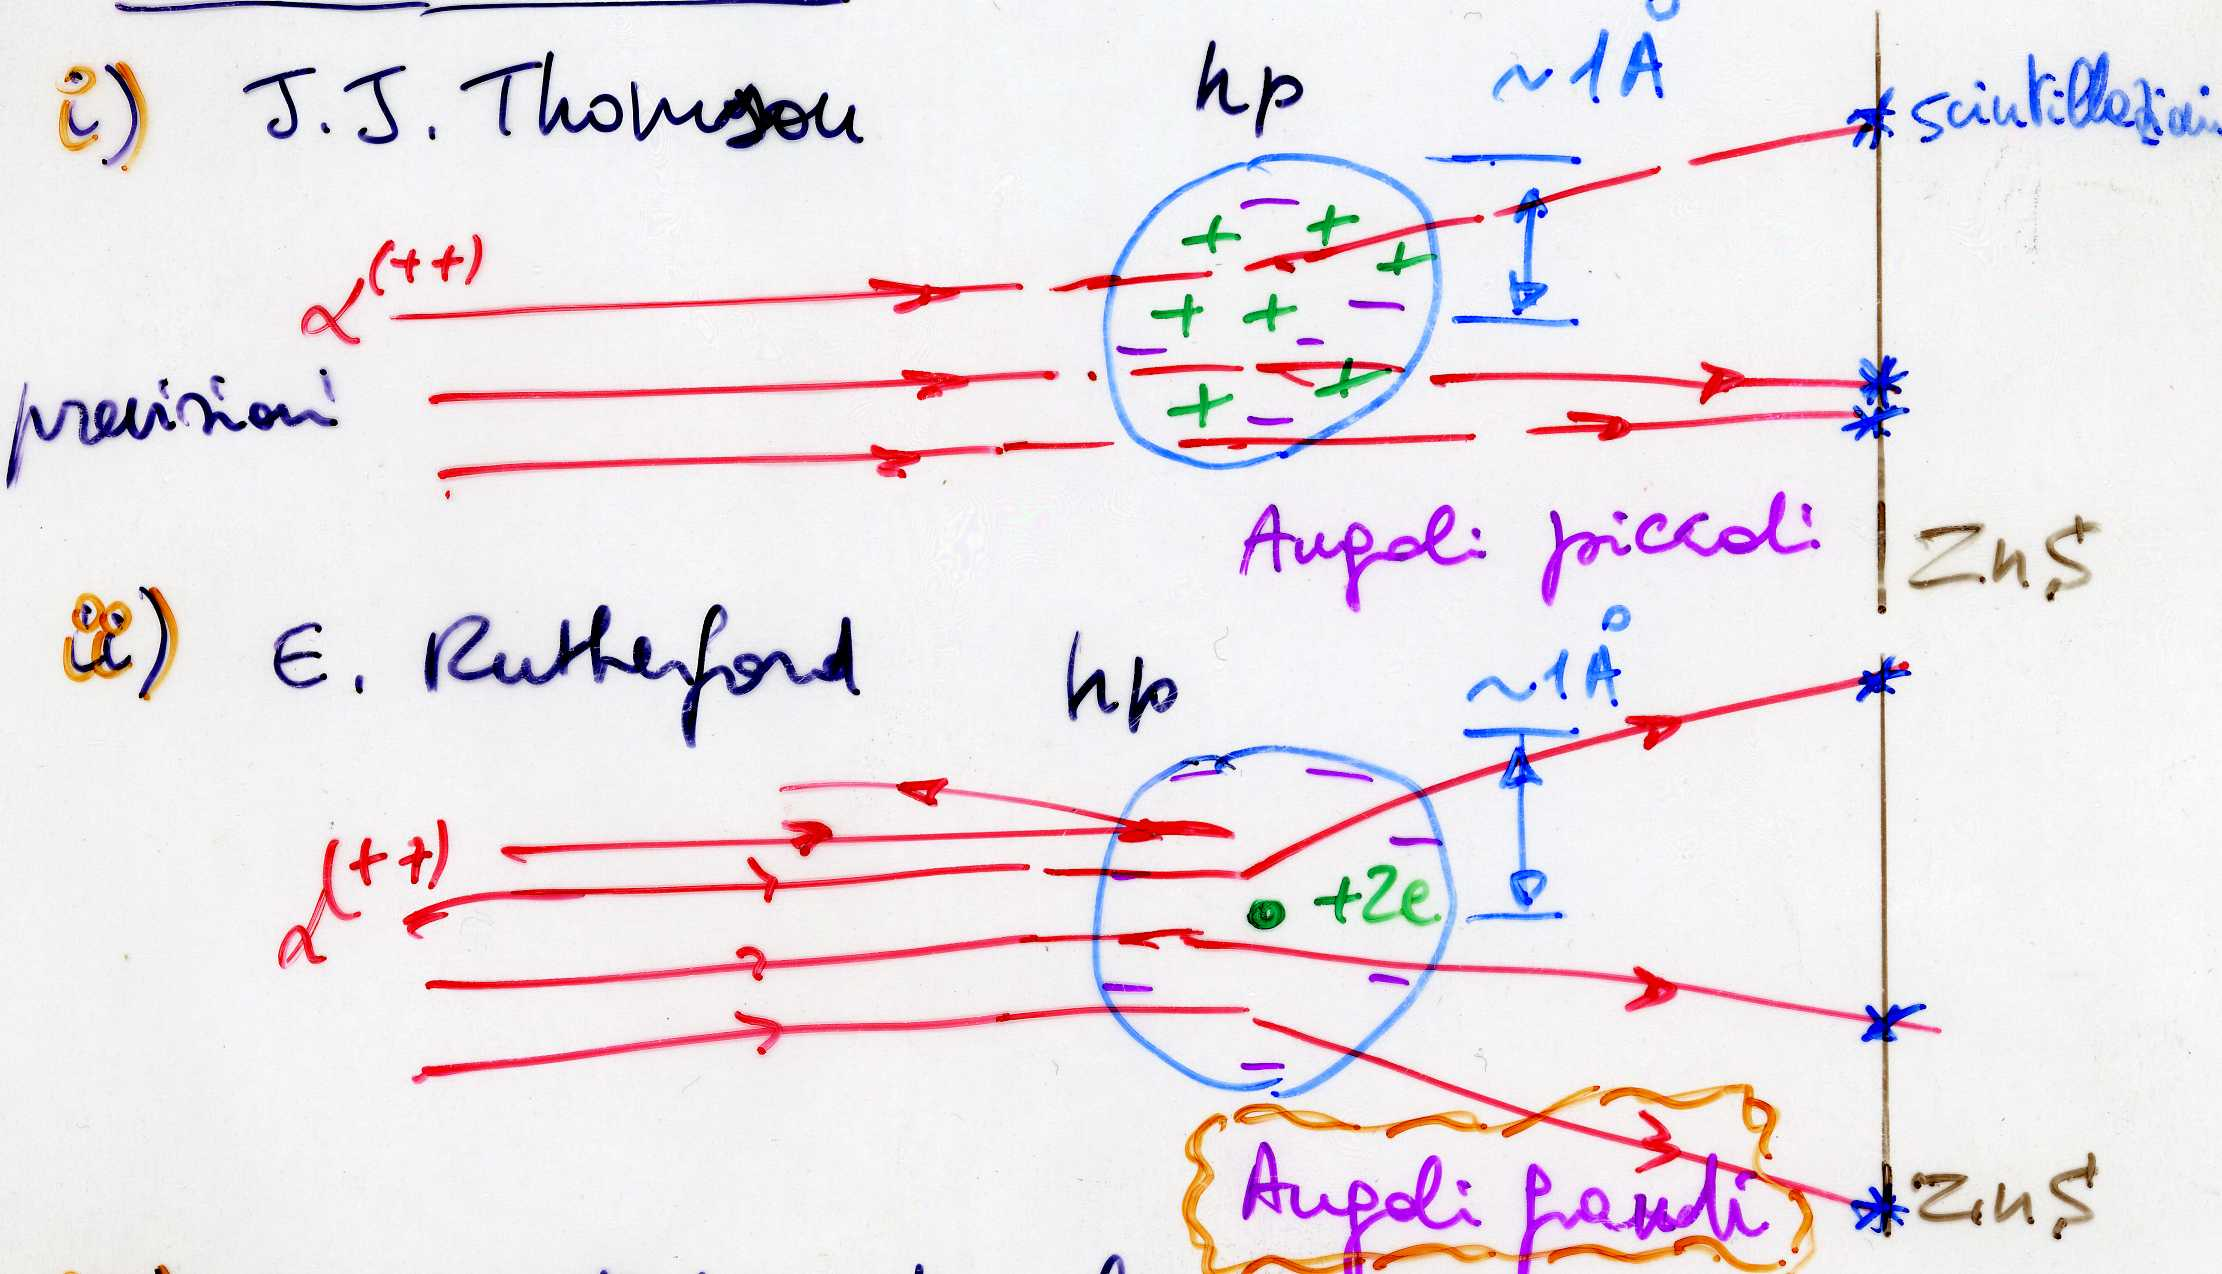 i) J.J. Thomson hp ~1Å
scintillazioni
α(++)
+ + + + + + +
previsioni
Angoli piccoli
ZnS
ii) E. Rutherford hp ~1Å
α(++)
+Ze
Angoli grandi
ZnS